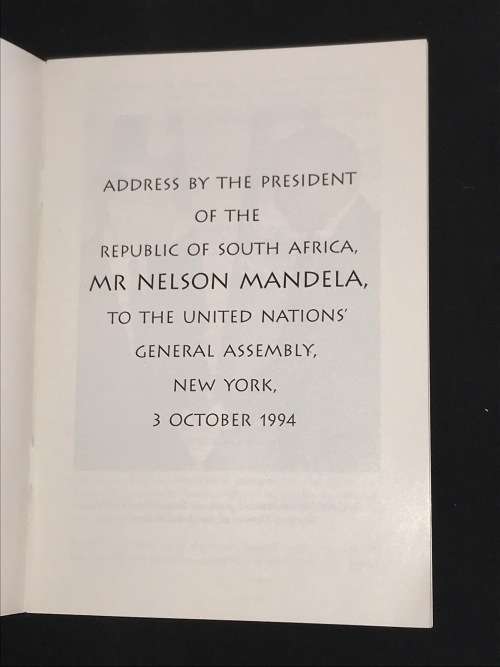 ADDRESS BY THE PRESIDENT
OF THE
REPUBLIC OF SOUTH AFRICA,
MR NELSON MANDELA,
TO THE UNITED NATIONS'
GENERAL ASSEMBLY,
NEW YORK,
3 OCTOBER 1994